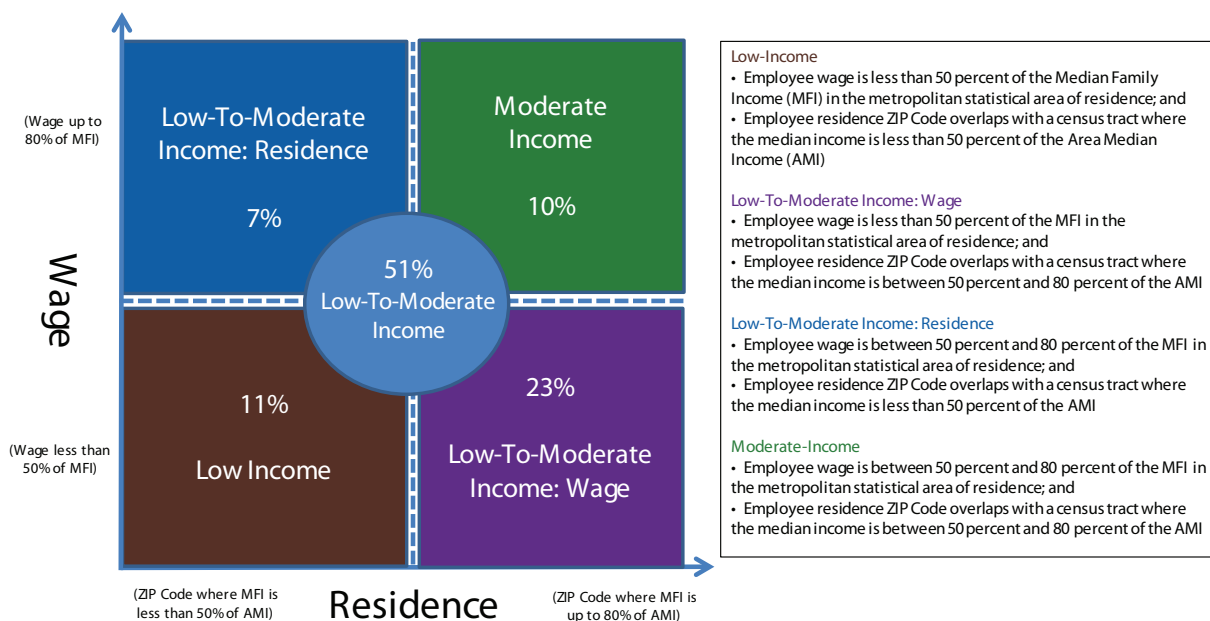 (Wage up to
80% of MFI)
Low-To-Moderate
Income: Residence
7%
Moderate
Income
10%
Wage
51%
Low-To-Moderate
Income
11%
Low Income
23%
Low-To-Moderate
Income: Wage
(Wage less than
50% of MFI)
(ZIP Code where MFI is
less than 50% of AMI)
Residence
(ZIP Code where MFI is
up to 80% of AMI)
Low-Income
• Employee wage is less than 50 percent of the Median Family
Income (MFI) in the metropolitan statistical area of residence; and
• Employee residence ZIP Code overlaps with a census tract where
the median income is less than 50 percent of the Area Median
Income (AMI)
Low-To-Moderate Income: Wage
• Employee wage is less than 50 percent of the MFI in the
metropolitan statistical area of residence; and
• Employee residence ZIP Code overlaps with a census tract where
the median income is between 50 percent and 80 percent of the AMI
Low-To-Moderate Income: Residence
• Employee wage is between 50 percent and 80 percent of the MFI in
the metropolitan statistical area of residence; and
• Employee residence ZIP Code overlaps with a census tract where
the median income is less than 50 percent of the AMI
Moderate-Income
• Employee wage is between 50 percent and 80 percent of the MFI in
the metropolitan statistical area of residence; and
• Employee residence ZIP Code overlaps with a census tract where
the median income is between 50 percent and 80 percent of the AMI